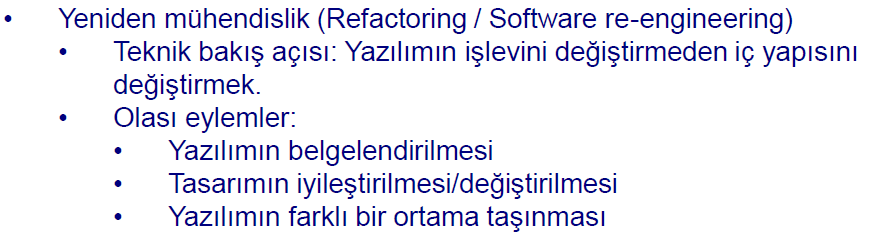 • Yeniden mühendislik (Refactoring / Software re-engineering)
• Teknik bakış açısı: Yazılımın işlevini değiştirmeden iç yapısını
değiştirmek.
• Olası eylemler:
• Yazılımın belgelendirilmesi
• Tasarımın iyileştirilmesi/değiştirilmesi
• Yazılımın farklı bir ortama taşınması